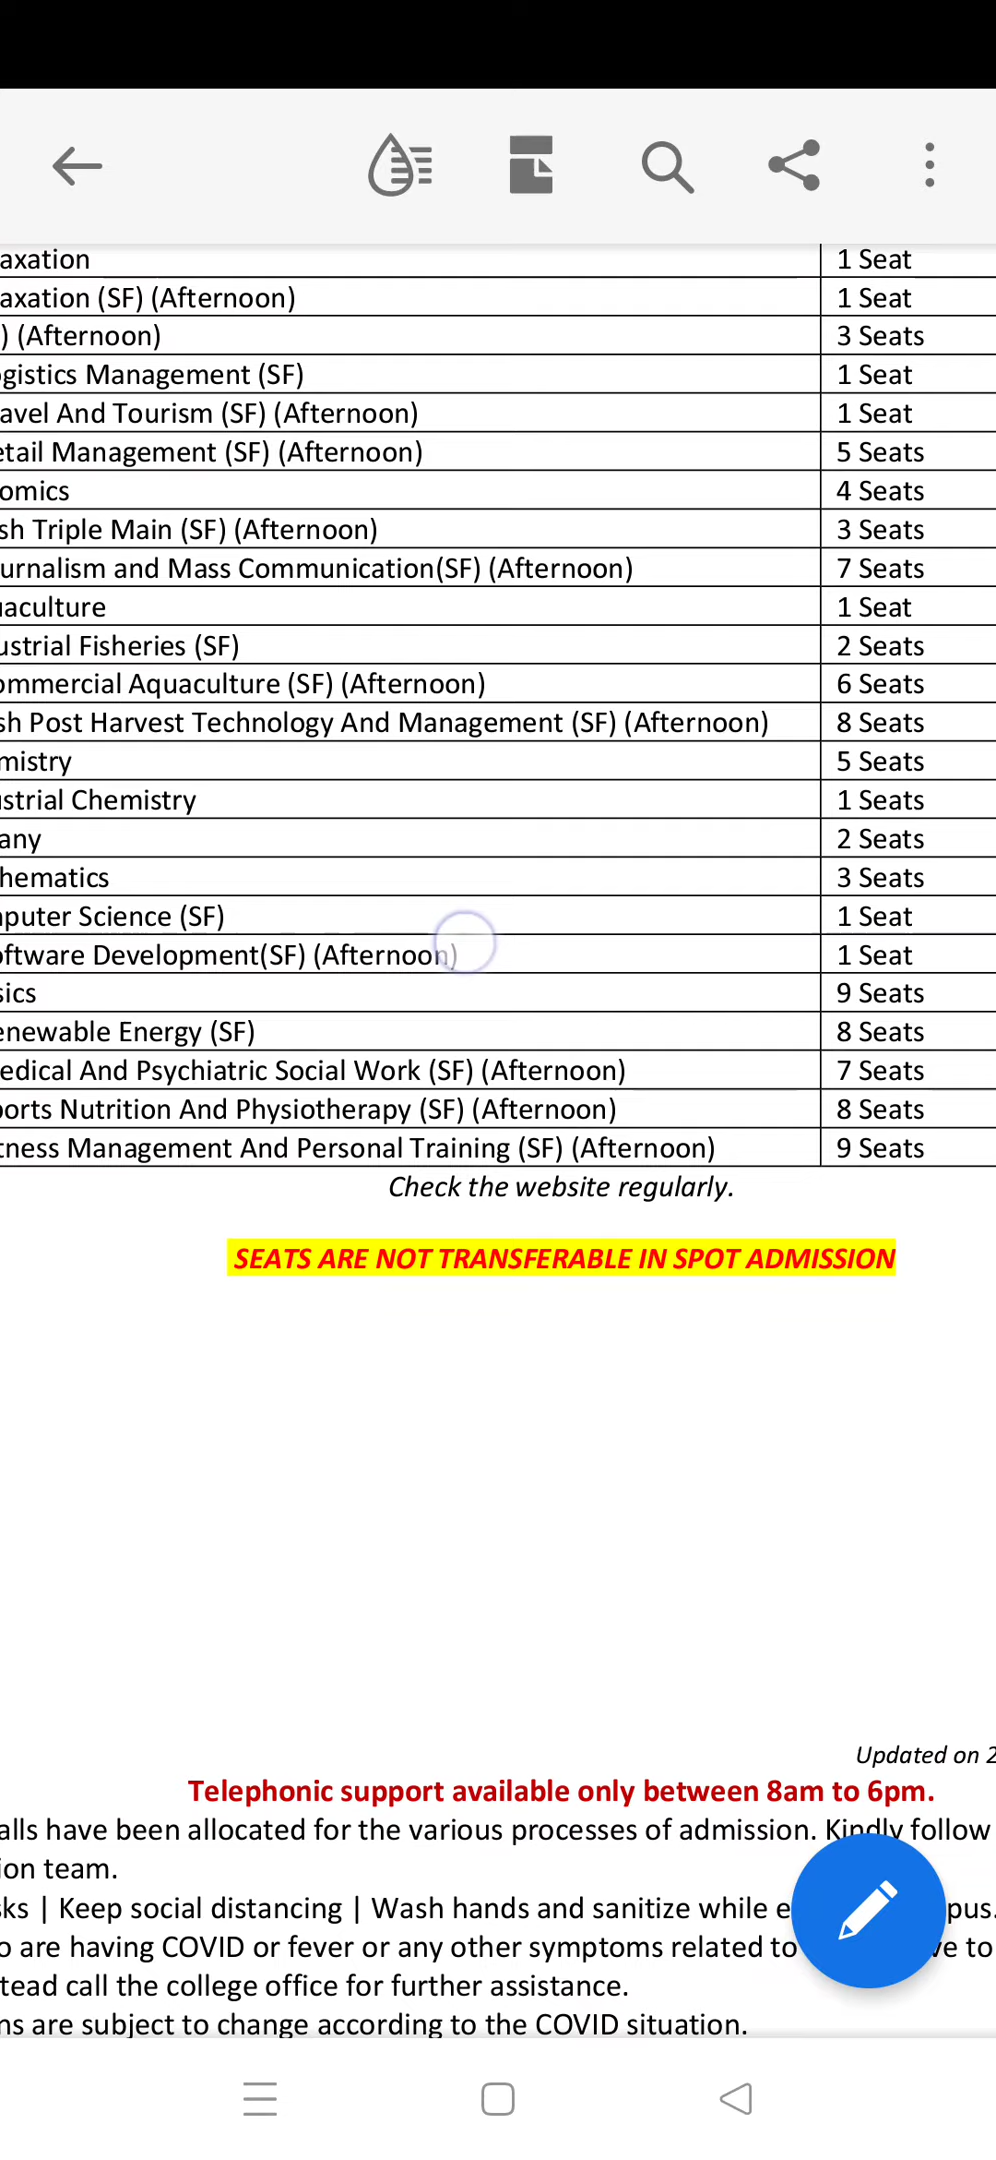 axation 1 Seat
axation (SF) (Afternoon) 1 Seat
) (Afternoon) 3 Seats
ogistics Management (SF) 1 Seat
avel And Tourism (SF) (Afternoon) 1 Seat
etail Management (SF) (Afternoon) 5 Seats
omics 4 Seats
sh Triple Main (SF) (Afternoon) 3 Seats
urnalism and Mass Communication(SF) (Afternoon) 7 Seats
uaculture 1 Seat
ustrial Fisheries (SF) 2 Seats
ommercial Aquaculture (SF) (Afternoon) 6 Seats
sh Post Harvest Technology And Management (SF) (Afternoon) 8 Seats
mistry 5 Seats
ustrial Chemistry 1 Seats
any 2 Seats
hematics 3 Seats
nputer Science (SF) 1 Seat
oftware Development(SF) (Afternoon) 1 Seat
sics 9 Seats
enewable Energy (SF) 8 Seats
edical And Psychiatric Social Work (SF) (Afternoon) 7 Seats
ports Nutrition And Physiotherapy (SF) (Afternoon) 8 Seats
tness Management And Personal Training (SF) (Afternoon) 9 Seats
Check the website regularly.
SEATS ARE NOT TRANSFERABLE IN SPOT ADMISSION
Updated on 2
Telephonic support available only between 8am to 6pm.
alls have been allocated for the various processes of admission. Kindly follow
ion team.
sks | Keep social distancing | Wash hands and sanitize while e pus.
o are having COVID or fever or any other symptoms related to ve to
tead call the college office for further assistance.
ns are subject to change according to the COVID situation.